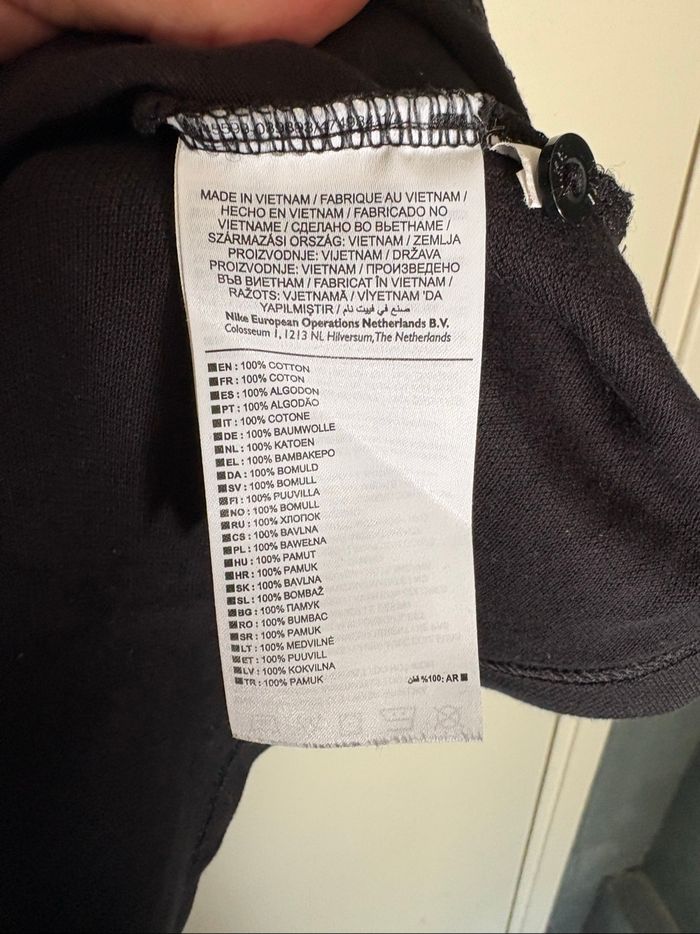 MADE IN VIETNAM / FABRIQUE AU VIETNAM /
HECHO EN VIETNAM / FABRICADO NO
VIETNAME / СДЕЛАНО ВО ВЬЕТНАМЕ /
SZÁRMAZÁSI ORSZÁG: VIETNAM / ZEMLJA
PROIZVODNJE: VIJETNAM / DRŽAVA
PROIZVODNJE: VIETNAM / ПРОИЗВЕДЕНО
ВЪВ ВИЕТНАМ / FABRICAT ÎN VIETNAM /
RAŽOTS: VJETNAMĀ / VİYETNAM 'DA
YAPILMIŞTIR / صنع في فييت نام
Nike European Operations Netherlands B.V.
Colosseum 1, 1213 NL Hilversum, The Netherlands
EN : 100% COTTON
FR : 100% COTON
ES : 100% ALGODON
PT : 100% ALGODÃO
IT : 100% COTONE
DE : 100% BAUMWOLLE
NL : 100% KATOEN
EL : 100% ΒΑΜΒΑΚΕΡΟ
DA : 100% BOMULD
SV : 100% BOMULL
FI : 100% PUUVILLA
NO : 100% BOMULL
RU : 100% ХЛОПОК
CS : 100% BAVLNA
PL : 100% BAWEŁNA
HU : 100% PAMUT
HR : 100% PAMUK
SK : 100% BAVLNA
SL : 100% BOMBAŽ
BG : 100% ПАМУК
RO : 100% BUMBAC
SR : 100% PAMUK
LT : 100% MEDVILNĖ
ET : 100% PUUVILL
LV : 100% KOKVILNA
TR : 100% PAMUK
AR :100% قطن